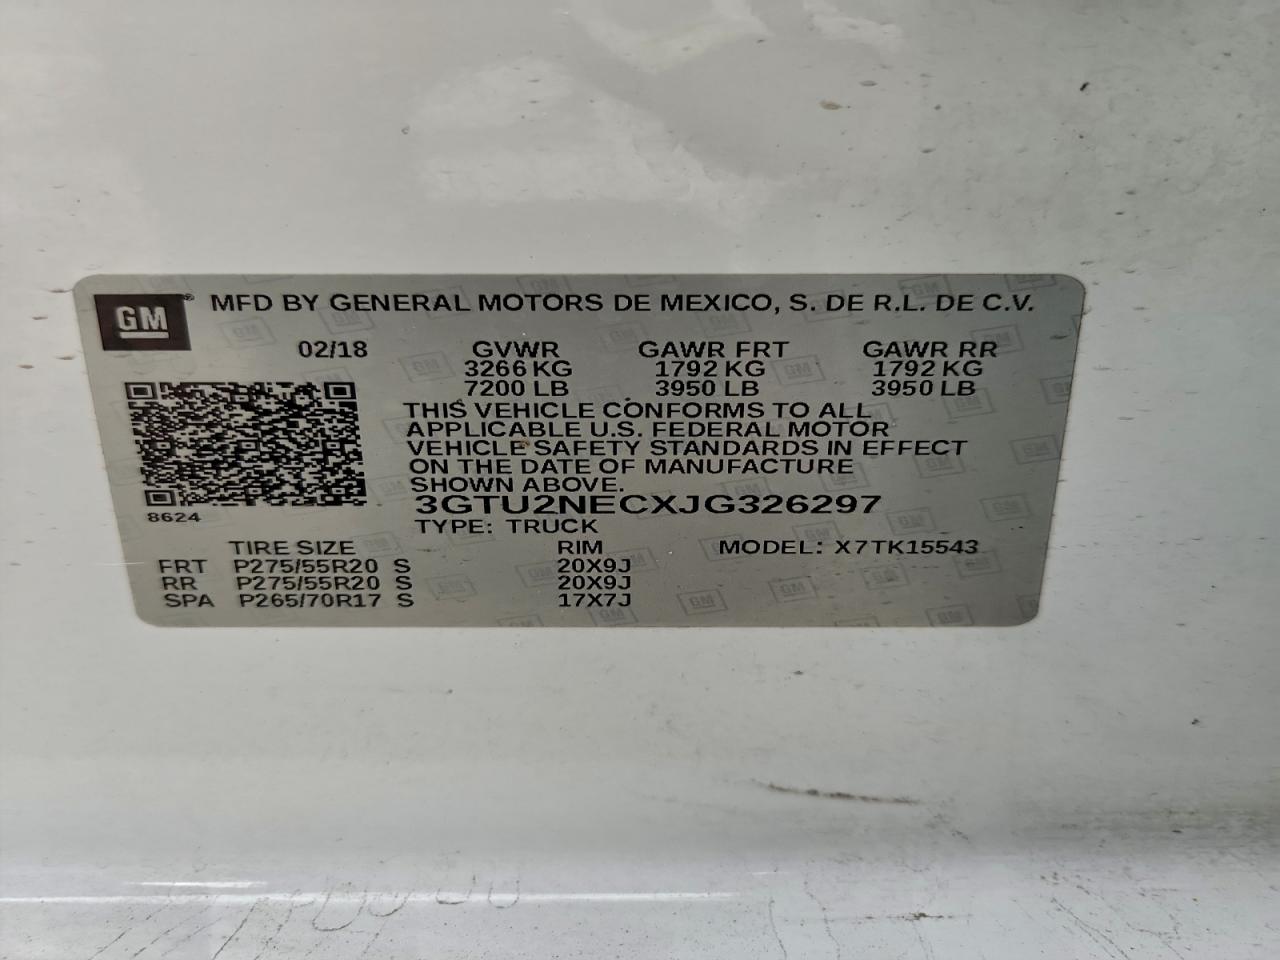 GM® MFD BY GENERAL MOTORS DE MEXICO, S. DE R.L. DE C.V.
02/18 GVWR GAWR FRT GAWR RR
3266 KG 1792 KG 1792 KG
7200 LB 3950 LB 3950 LB
THIS VEHICLE CONFORMS TO ALL
APPLICABLE U.S. FEDERAL MOTOR
VEHICLE SAFETY STANDARDS IN EFFECT
ON THE DATE OF MANUFACTURE
SHOWN ABOVE.
3GTU2NECXJG326297
8624
TYPE: TRUCK
TIRE SIZE RIM MODEL: X7TK15543
FRT P275/55R20 S 20X9J
RR P275/55R20 S 20X9J
SPA P265/70R17 S 17X7J